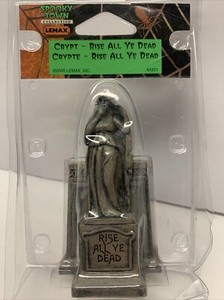 SPOOKY
TOWN
COLLECTION
LEMAX
CRYPT - RISE ALL YE DEAD
CRYPTE - RISE ALL YE DEAD
LEMAX, INC.
RISE
ALL YE
DEAD